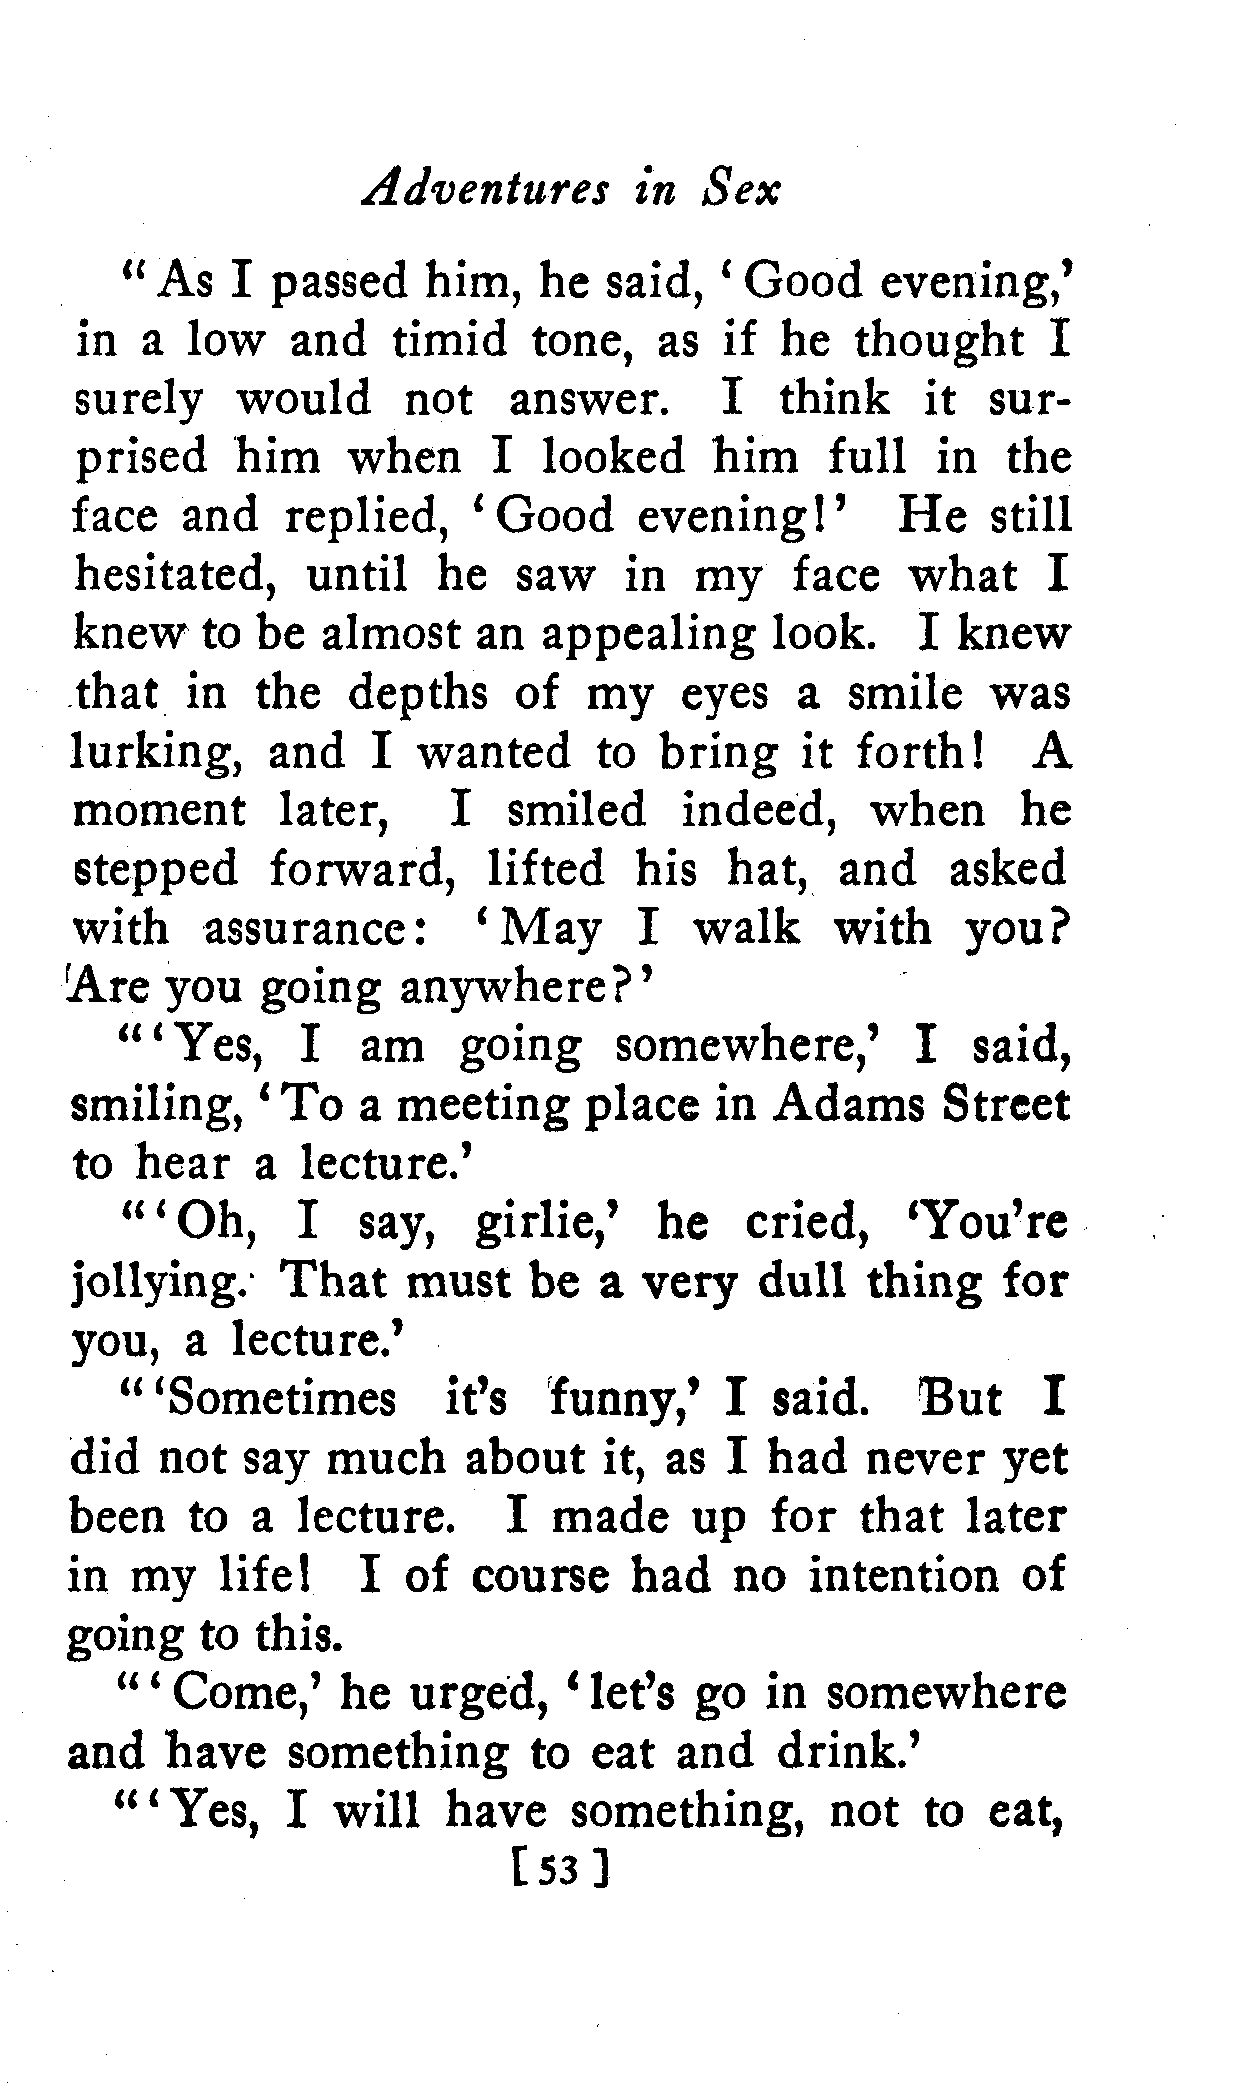 Adventures in Sex
“ As I passed him, he said, ‘ Good evening,’
in a low and timid tone, as if he thought I
surely would not answer. I think it sur-
prised him when I looked him full in the
face and replied, ‘ Good evening! ’ He still
hesitated, until he saw in my face what I
knew to be almost an appealing look. I knew
that in the depths of my eyes a smile was
lurking, and I wanted to bring it forth! A
moment later, I smiled indeed, when he
stepped forward, lifted his hat, and asked
with assurance: ‘ May I walk with you?
‘Are you going anywhere? ’
“ ‘ Yes, I am going somewhere,’ I said,
smiling, ‘ To a meeting place in Adams Street
to hear a lecture.’
“ ‘ Oh, I say, girlie,’ he cried, ‘You’re
jollying. That must be a very dull thing for
you, a lecture.’
“ ‘Sometimes it’s funny,’ I said. ‘But I
did not say much about it, as I had never yet
been to a lecture. I made up for that later
in my life! I of course had no intention of
going to this.
“ ‘ Come,’ he urged, ‘ let’s go in somewhere
and have something to eat and drink.’
“ ‘ Yes, I will have something, not to eat,
[ 53 ]